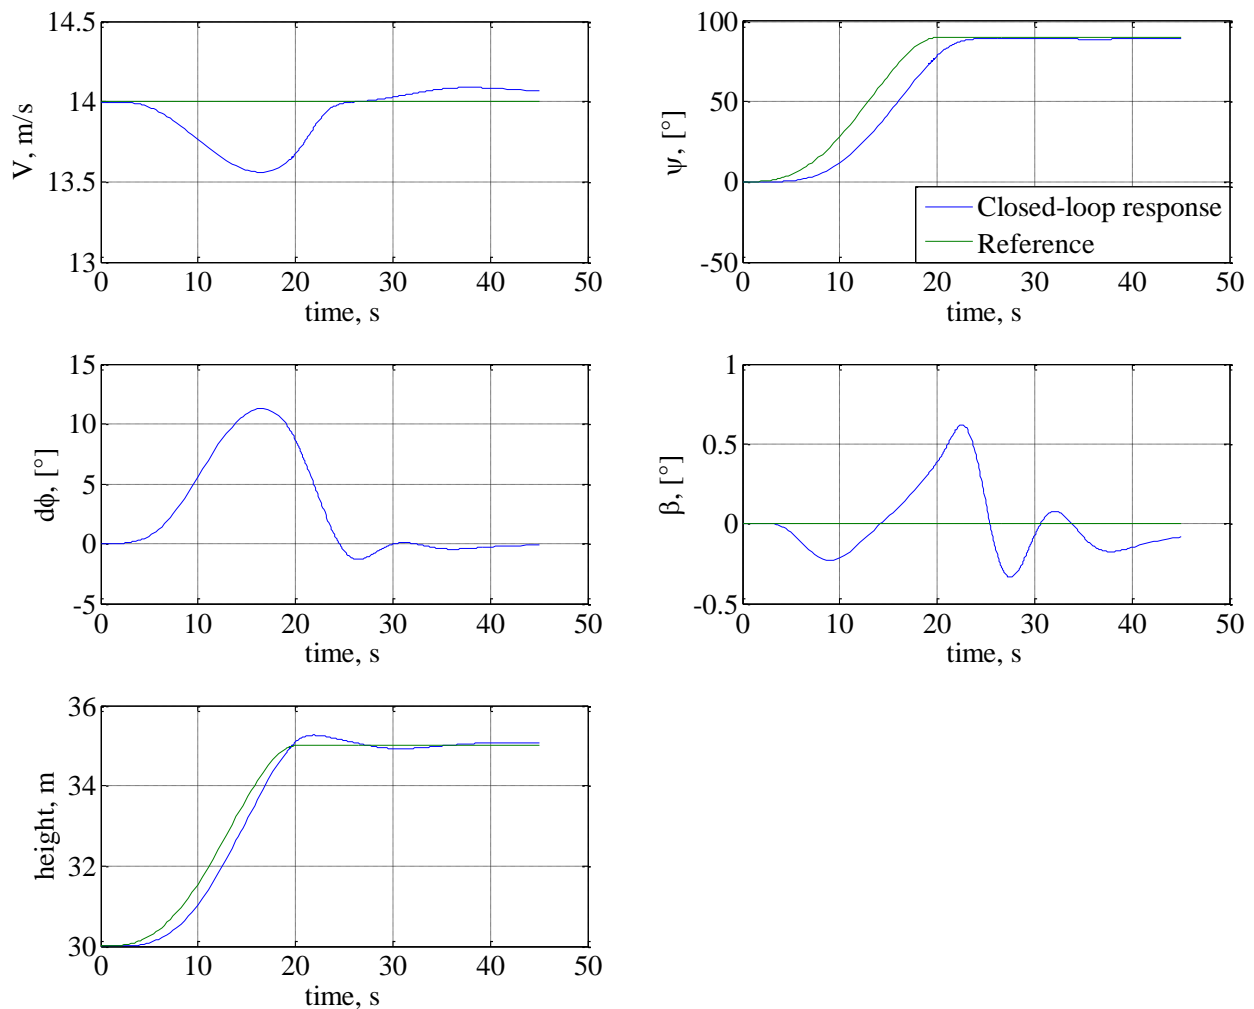 14.5
14
13.5
13
V, m/s
0 10 20 30 40 50
time, s
100
50
0
-50
ψ, [°]
Closed-loop response
Reference
0 10 20 30 40 50
time, s
15
10
5
0
-5
dϕ, [°]
0 10 20 30 40 50
time, s
1
0.5
0
-0.5
β, [°]
0 10 20 30 40 50
time, s
36
34
32
30
height, m
0 10 20 30 40 50
time, s